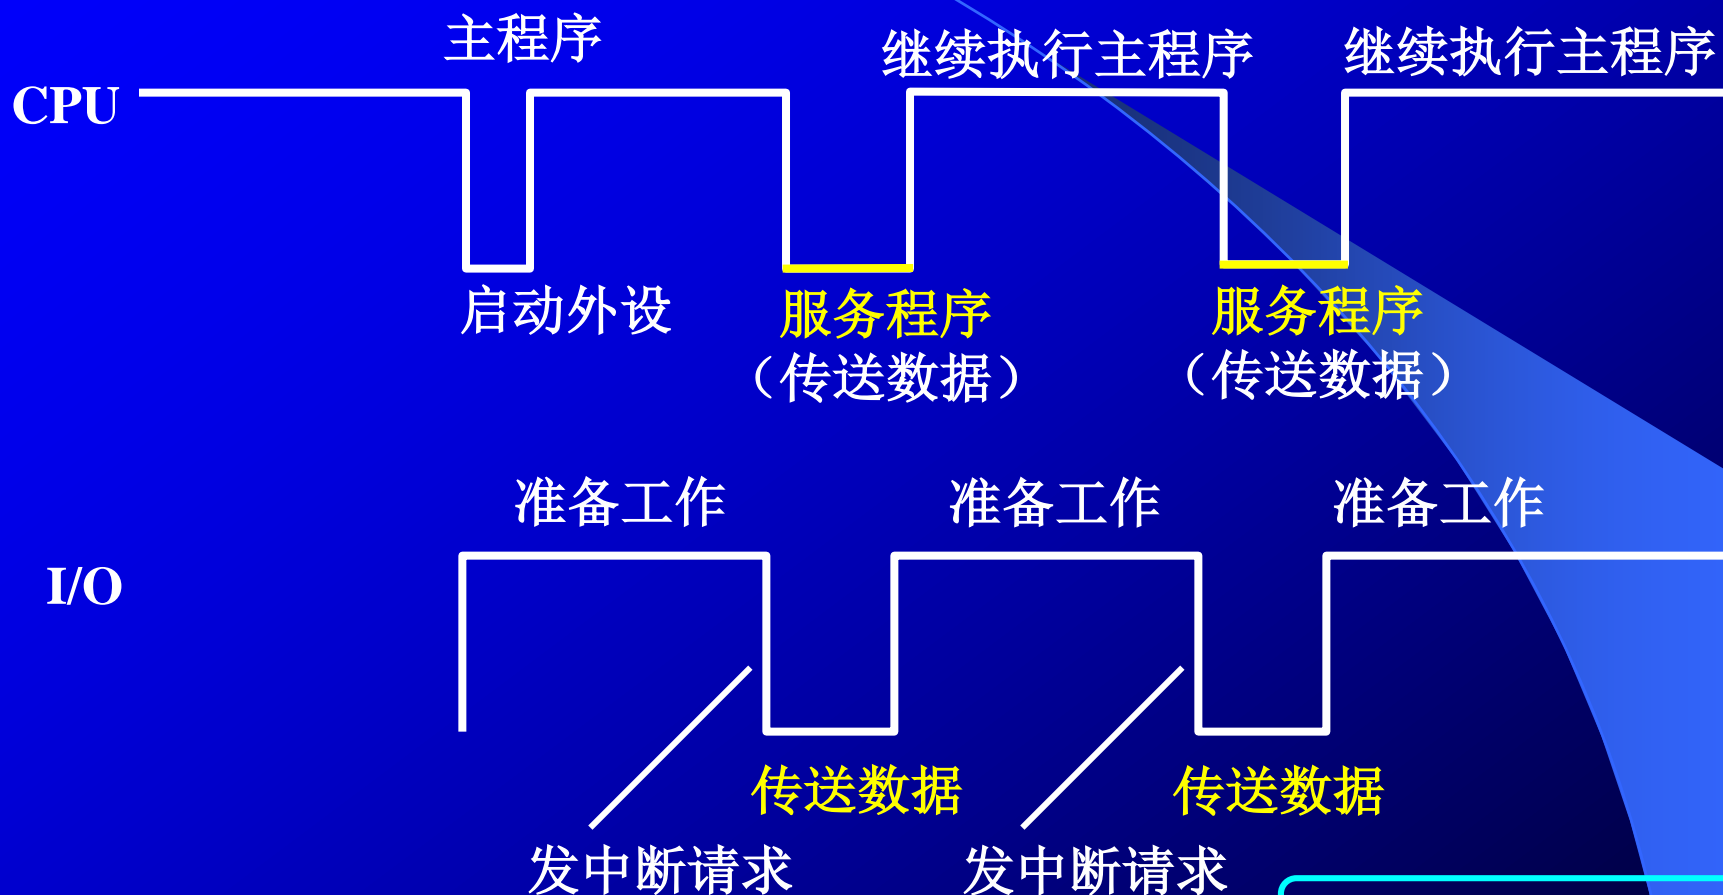 主程序
继续执行主程序
继续执行主程序
CPU
启动外设
服务程序
（传送数据）
服务程序
（传送数据）
准备工作
准备工作
准备工作
I/O
传送数据
传送数据
发中断请求
发中断请求